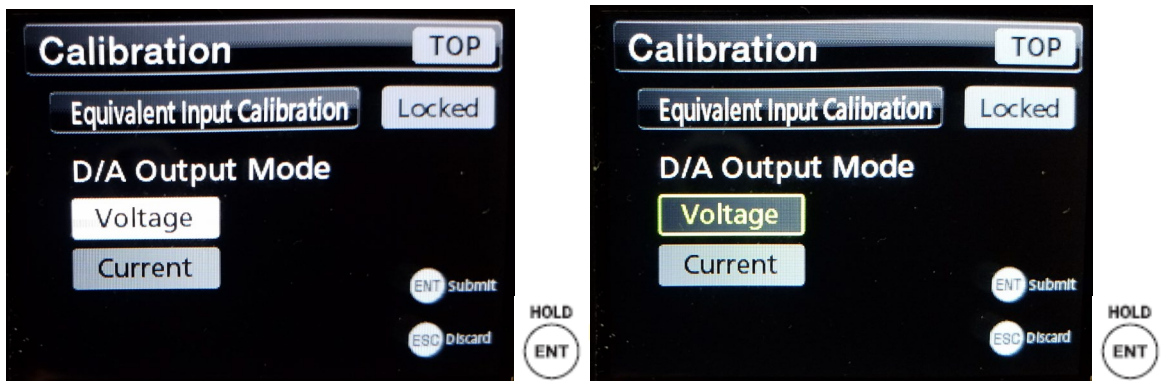 Calibration TOP
Equivalent Input Calibration Locked
D/A Output Mode
Voltage
Current
ENT Submit
ESC Discard
HOLD
ENT
Calibration TOP
Equivalent Input Calibration Locked
D/A Output Mode
Voltage
Current
ENT Submit
ESC Discard
HOLD
ENT